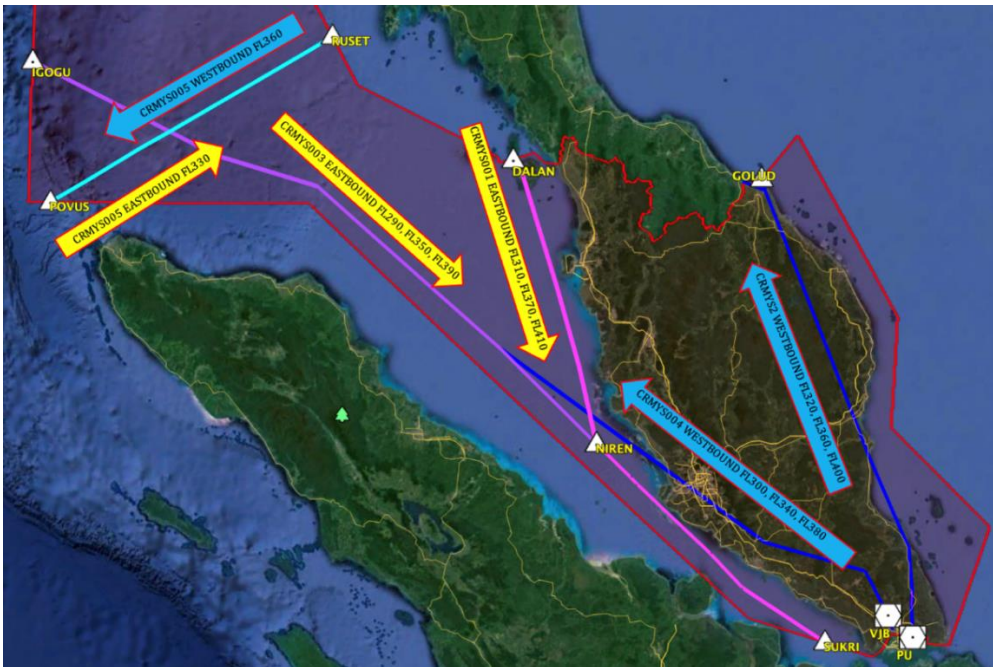 RUSET
IGOGU
CRMYS005 WESTBOUND FL360
CRMYS005 EASTBOUND FL330
POVUS
CRMYS003 EASTBOUND FL290, FL350, FL390
CRMYS001 EASTBOUND FL310,FL370, FL410
DALAN
GOLUD
CRMYS2 WESTBOUND FL320, FL360, FL400
CRMYS004 WESTBOUND FL300, FL340, FL380
NIREN
VJB
SUKRI
PU